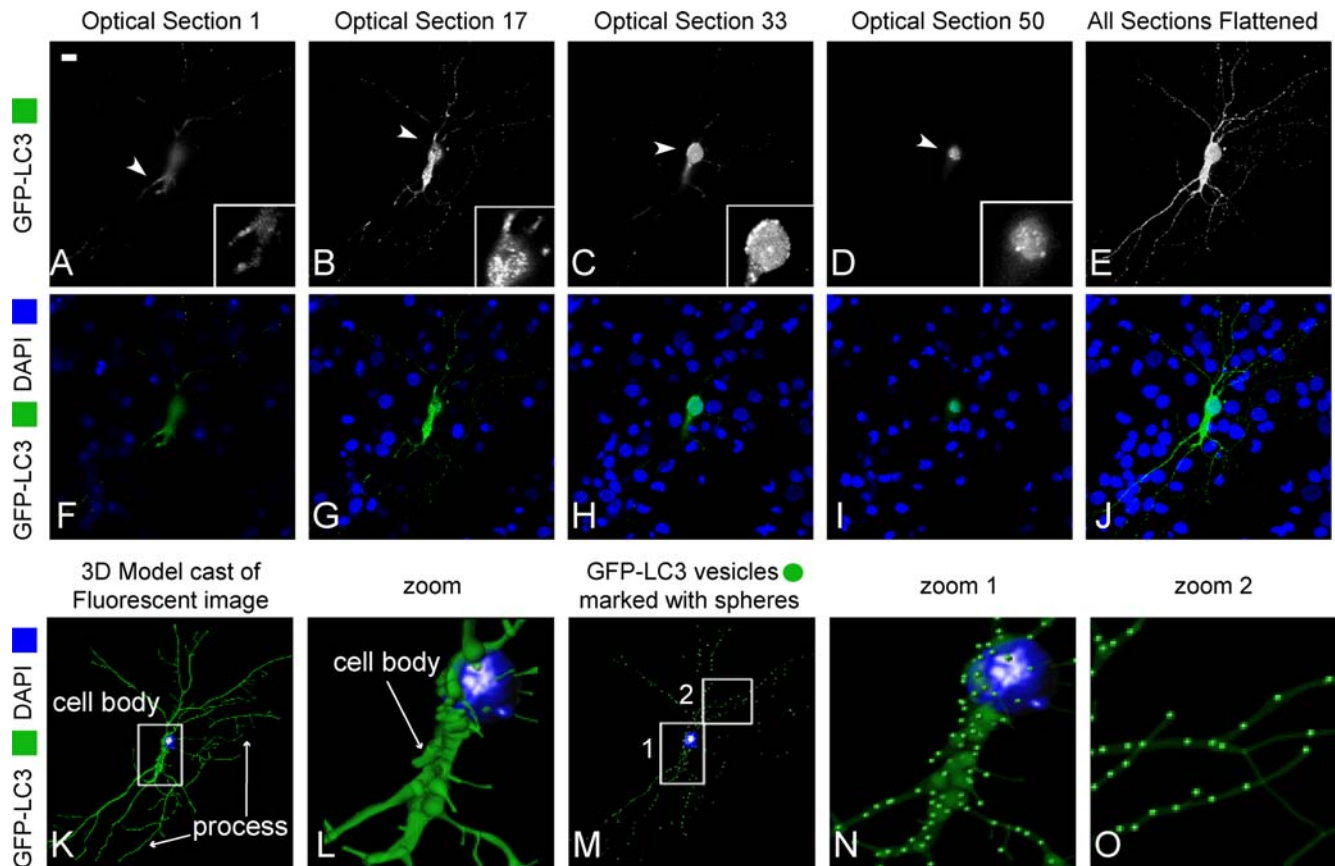 Optical Section 1
Optical Section 17
Optical Section 33
Optical Section 50
All Sections Flattened
GFP-LC3
A
B
C
D
E
GFP-LC3 DAPI
F
G
H
I
J
3D Model cast of
Fluorescent image
zoom
GFP-LC3 vesicles
marked with spheres
zoom 1
zoom 2
GFP-LC3 DAPI
cell body
process
K
cell body
L
2
1
M
N
O